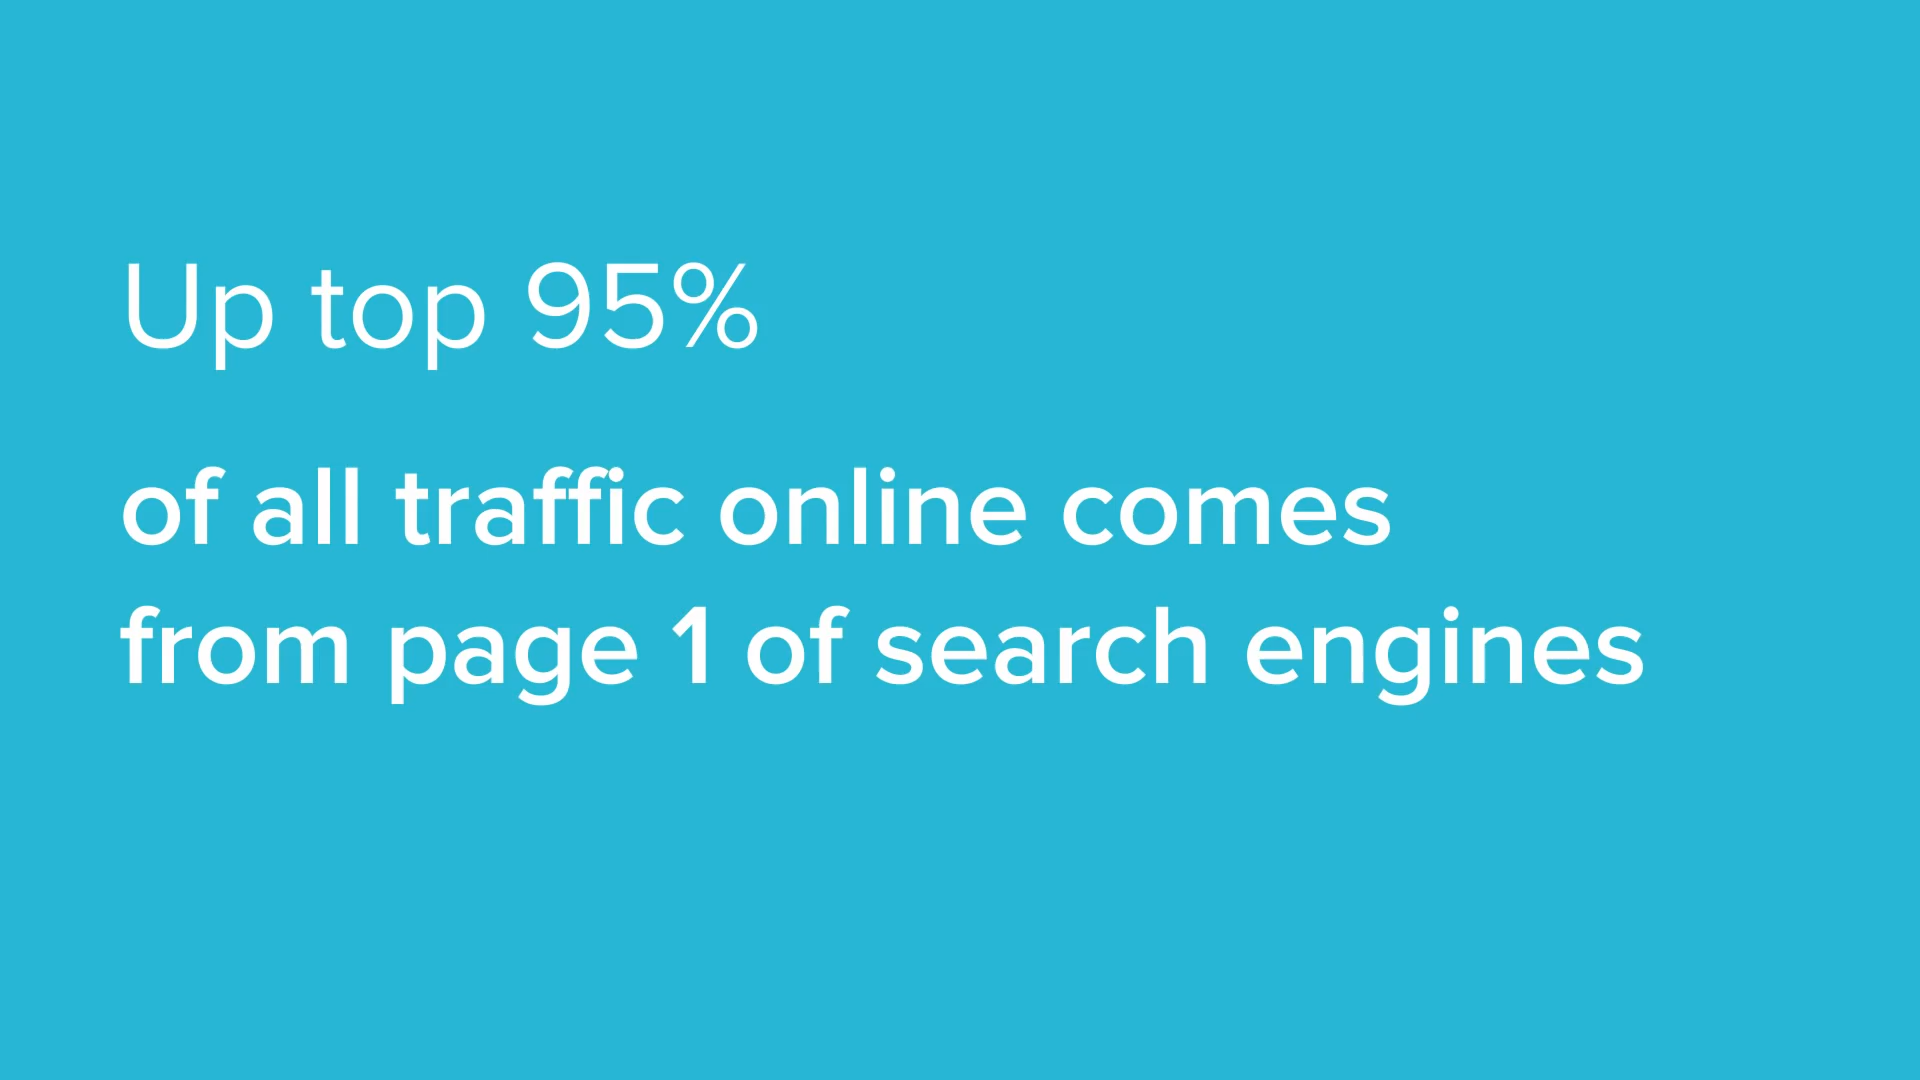 Up top 95%
of all traffic online comes
from page 1 of search engines